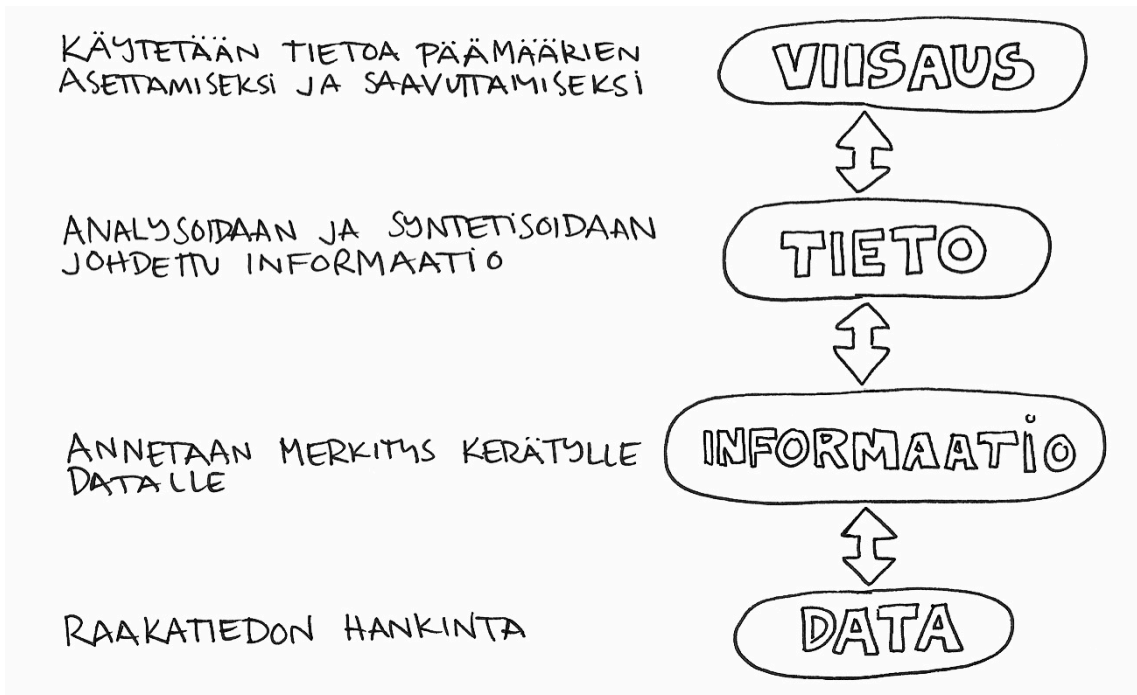 KÄYTETÄÄN TIETOA PÄÄMÄÄRIEN
ASETTAMISEKSI JA SAAVUTTAMISEKSI
VIISAUS
ANALYSOIDAAN JA SYNTETISOIDAAN
JOHDETTU INFORMAATIO
TIETO
ANNETAAN MERKITYS KERÄTYLLE
DATALLE
INFORMAATIO
RAAKATIEDON HANKINTA
DATA